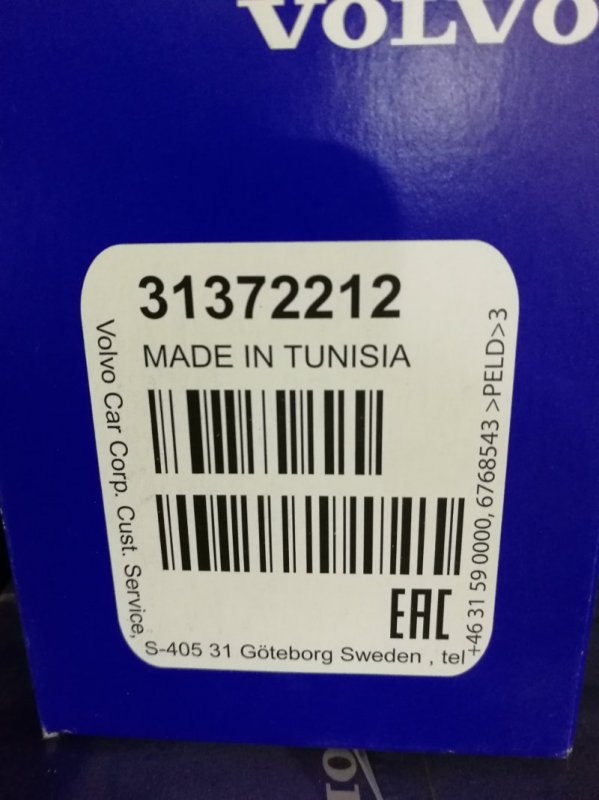 VOLVO
31372212
MADE IN TUNISIA
EAC
Volvo Car Corp. Cust. Service,
S-405 31 Göteborg Sweden , tel
+46 31 59 0000, 6768543 >PELD>3